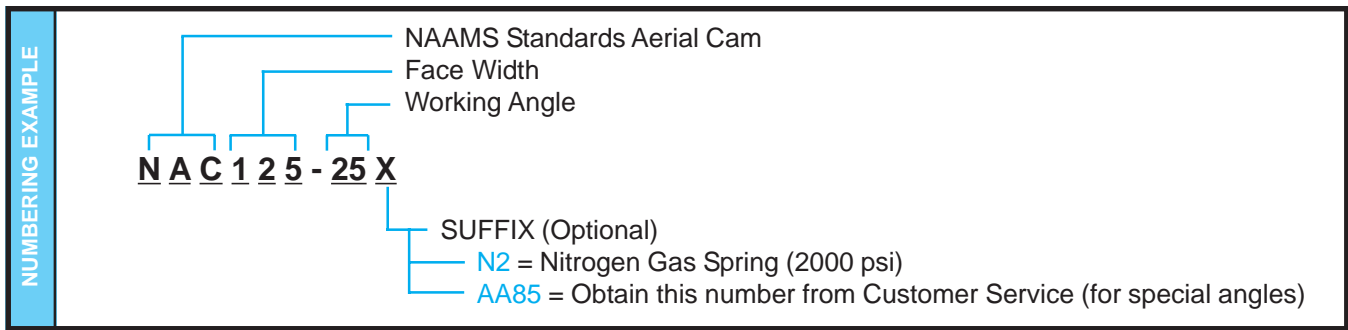 NUMBERING EXAMPLE
NAAMS Standards Aerial Cam
Face Width
Working Angle
N A C 1 2 5 - 25 X
SUFFIX (Optional)
N2 = Nitrogen Gas Spring (2000 psi)
AA85 = Obtain this number from Customer Service (for special angles)